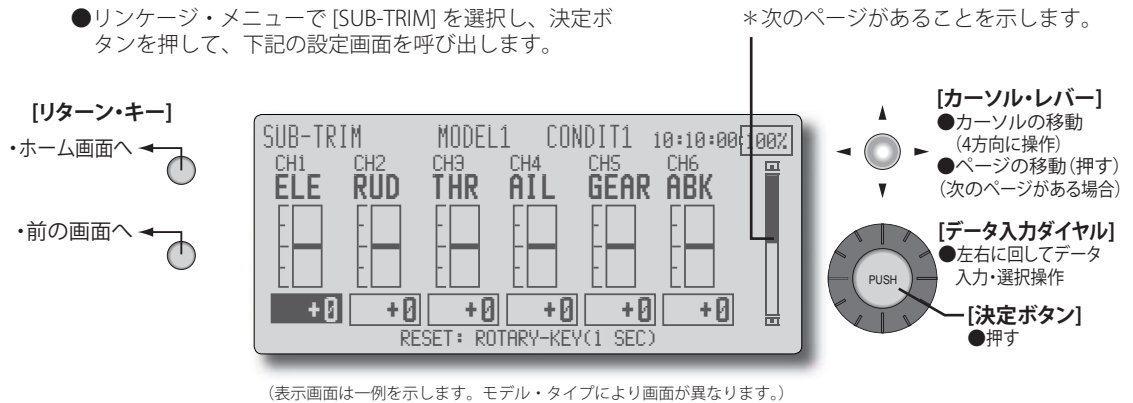 ●リンケージ・メニューで [SUB-TRIM] を選択し、決定ボ
タンを押して、下記の設定画面を呼び出します。
＊次のページがあることを示します。
[リターン・キー]
・ホーム画面へ
・前の画面へ
SUB-TRIM MODEL1 CONDIT1 10:10:00 100%
CH1 CH2 CH3 CH4 CH5 CH6
ELE RUD THR AIL GEAR ABK
+0 +0 +0 +0 +0 +0
RESET: ROTARY-KEY(1 SEC)
[カーソル・レバー]
●カーソルの移動
(4方向に操作)
●ページの移動(押す)
(次のページがある場合)
[データ入力ダイヤル]
●左右に回してデータ
入力・選択操作
PUSH
[決定ボタン]
●押す
(表示画面は一例を示します。モデル・タイプにより画面が異なります。)